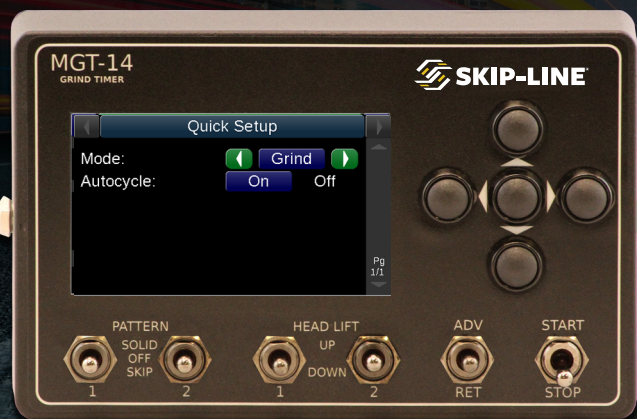 MGT-14
GRIND TIMER
SKIP-LINE
Quick Setup
Mode: Grind
Autocycle: On Off
Pg
1/1
PATTERN
SOLID
OFF
SKIP
1 2
HEAD LIFT
UP
DOWN
1 2
ADV
RET
START
STOP